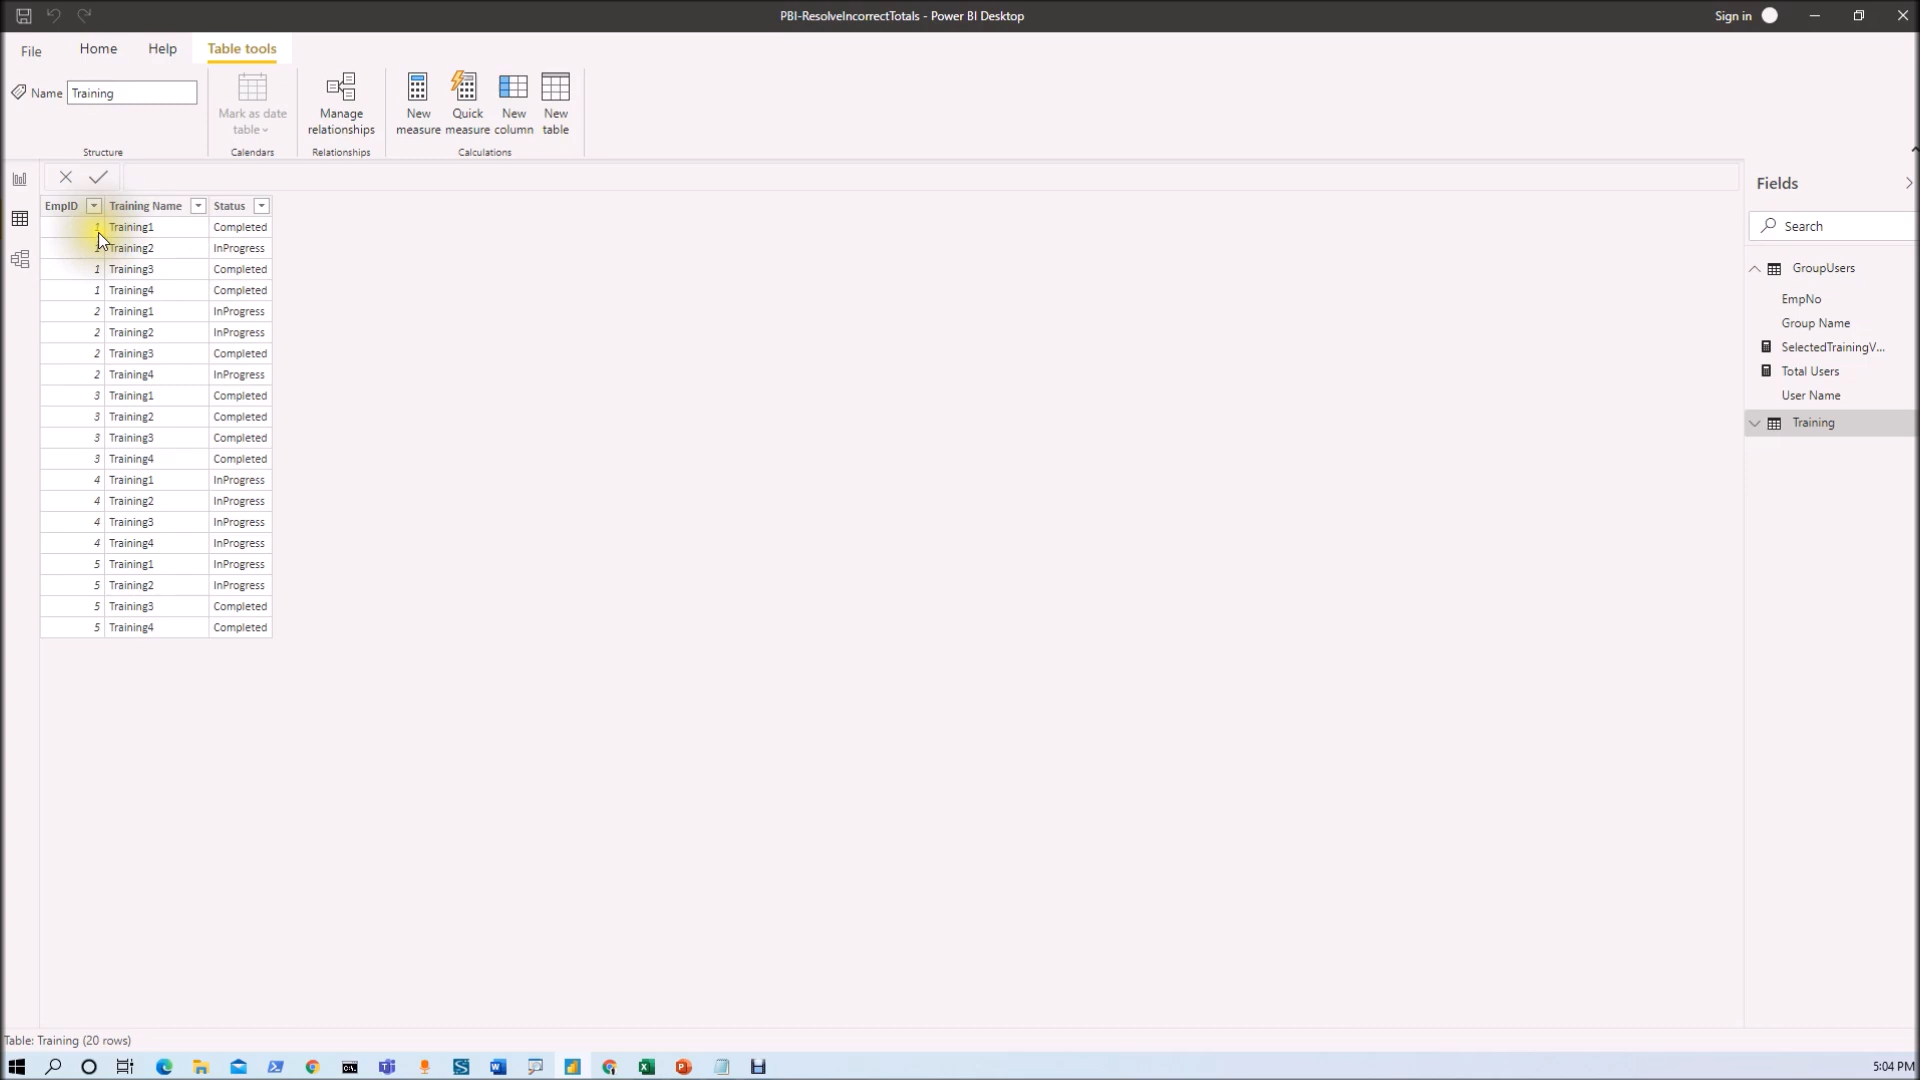 PBI-ResolveIncorrectTotals - Power BI Desktop
Sign in
File
Home
Help
Table tools
Name
Training
Mark as date
table
Manage
relationships
New
measure
Quick
measure
New
column
New
table
Structure
Calendars
Relationships
Calculations
EmpID
Training Name
Status
1 Training1 Completed
1 Training2 InProgress
1 Training3 Completed
1 Training4 Completed
2 Training1 InProgress
2 Training2 InProgress
2 Training3 Completed
2 Training4 InProgress
3 Training1 Completed
3 Training2 Completed
3 Training3 Completed
3 Training4 Completed
4 Training1 InProgress
4 Training2 InProgress
4 Training3 InProgress
4 Training4 InProgress
5 Training1 InProgress
5 Training2 InProgress
5 Training3 Completed
5 Training4 Completed
Fields
Search
GroupUsers
EmpNo
Group Name
SelectedTrainingV...
Total Users
User Name
Training
Table: Training (20 rows)
5:04 PM